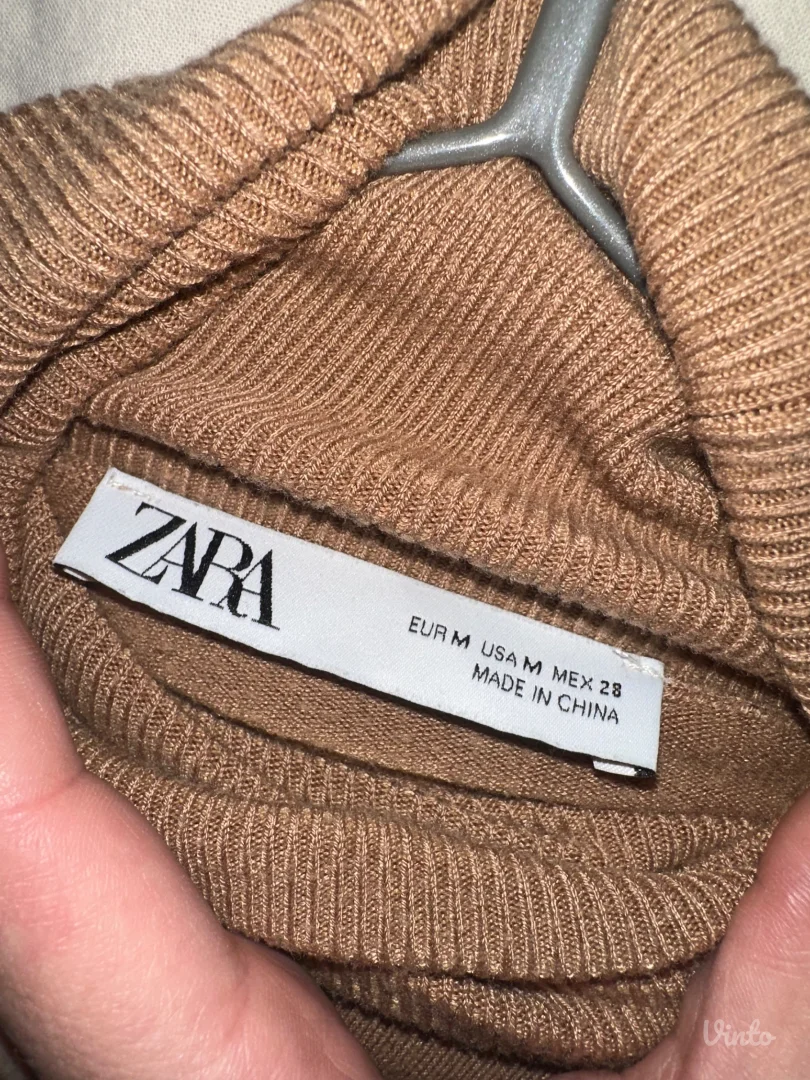 ZARA
EUR M USA M MEX 28
MADE IN CHINA
Vinto